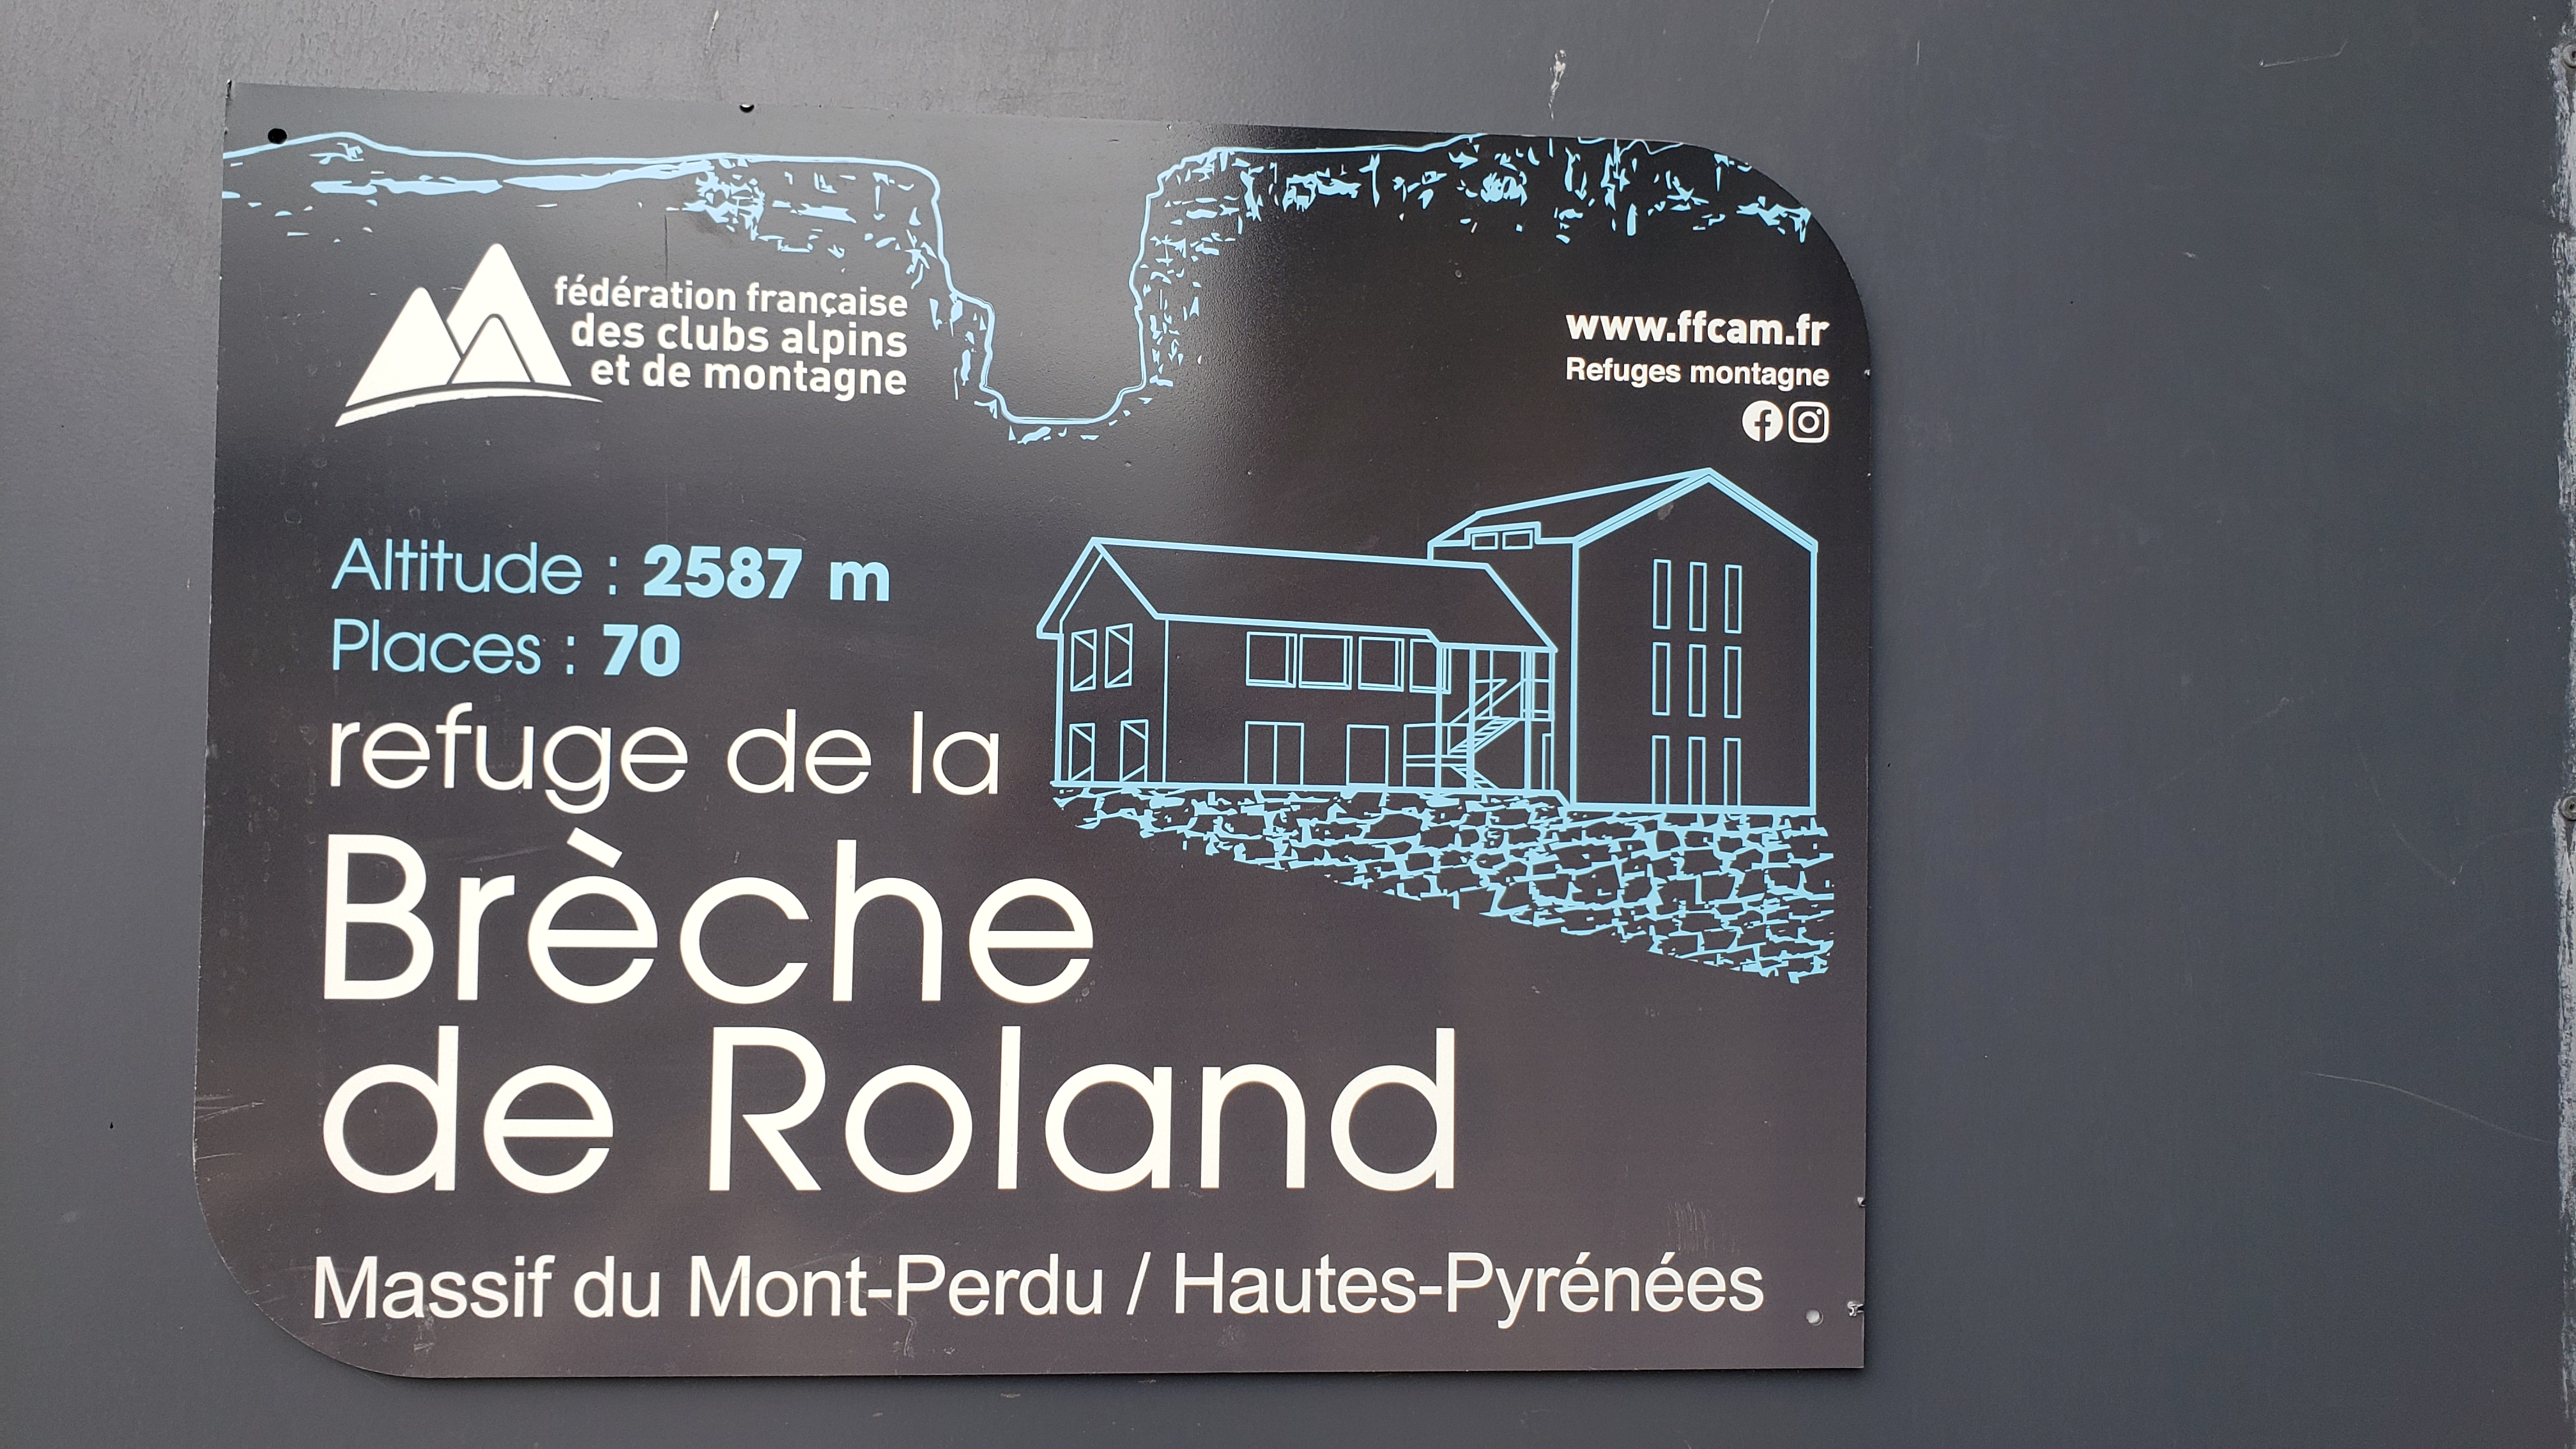 fédération française
des clubs alpins
et de montagne
www.ffcam.fr
Refuges montagne
Altitude : 2587 m
Places : 70
refuge de la
Brèche
de Roland
Massif du Mont-Perdu / Hautes-Pyrénées